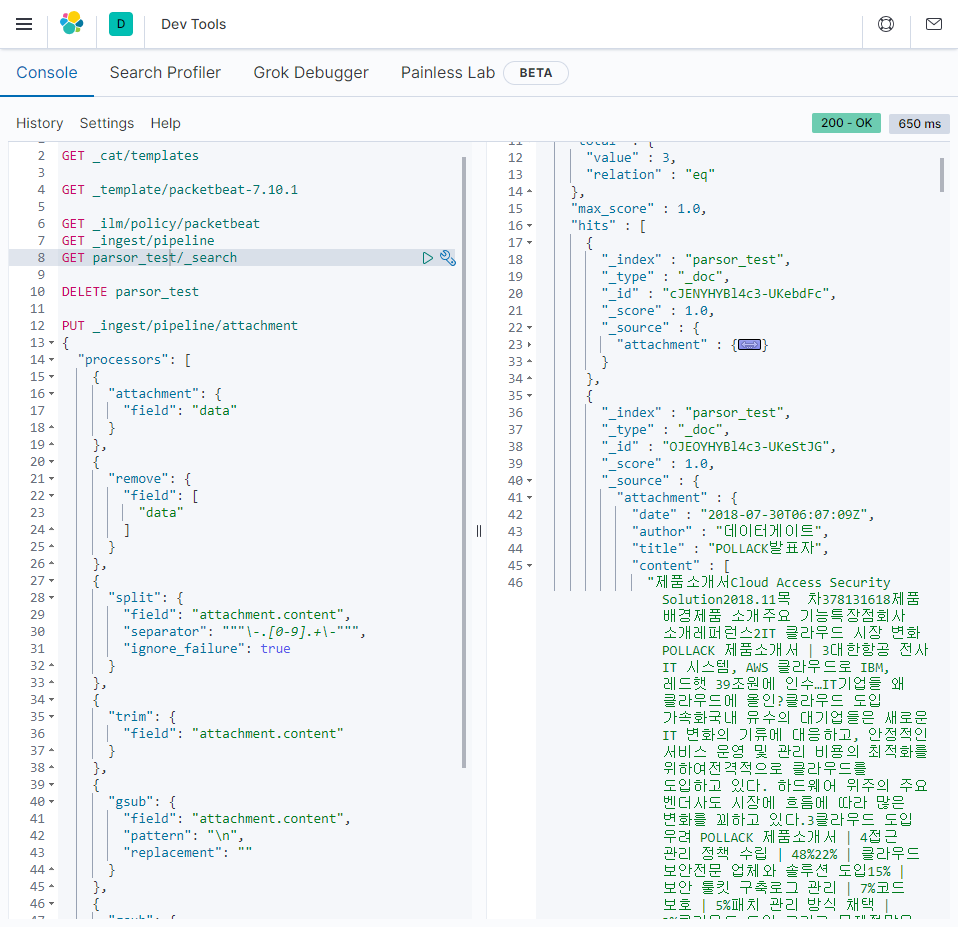 D Dev Tools
Console Search Profiler Grok Debugger Painless Lab BETA
History Settings Help
200 - OK 650 ms
2 GET _cat/templates
3
4 GET _template/packetbeat-7.10.1
5
6 GET _ilm/policy/packetbeat
7 GET _ingest/pipeline
8 GET parsor_test/_search
9
10 DELETE parsor_test
11
12 PUT _ingest/pipeline/attachment
13 {
14 "processors": [
15 {
16 "attachment": {
17 "field": "data"
18 }
19 },
20 {
21 "remove": {
22 "field": [
23 "data"
24 ]
25 }
26 },
27 {
28 "split": {
29 "field": "attachment.content",
30 "separator": """\-.[0-9].+\-""",
31 "ignore_failure": true
32 }
33 },
34 {
35 "trim": {
36 "field": "attachment.content"
37 }
38 },
39 {
40 "gsub": {
41 "field": "attachment.content",
42 "pattern": "\n",
43 "replacement": ""
44 }
45 },
46 {
47 "gsub": {
11 "total" : {
12 "value" : 3,
13 "relation" : "eq"
14 },
15 "max_score" : 1.0,
16 "hits" : [
17 {
18 "_index" : "parsor_test",
19 "_type" : "_doc",
20 "_id" : "cJENYHYBl4c3-UKebdFc",
21 "_score" : 1.0,
22 "_source" : {
23 "attachment" : {}
33 }
34 },
35 {
36 "_index" : "parsor_test",
37 "_type" : "_doc",
38 "_id" : "OJEOYHYBl4c3-UKeStJG",
39 "_score" : 1.0,
40 "_source" : {
41 "attachment" : {
42 "date" : "2018-07-30T06:07:09Z",
43 "author" : "데이터게이트",
44 "title" : "POLLACK발표자",
45 "content" : [
46 "제품소개서Cloud Access Security
Solution2018.11목 차378131618제품
배경제품 소개주요 기능특장점회사
소개레퍼런스2IT 클라우드 시장 변화
POLLACK 제품소개서 | 3대한항공 전사
IT 시스템, AWS 클라우드로 IBM,
레드햇 39조원에 인수…IT기업들 왜
클라우드에 올인?클라우드 도입
가속화국내 유수의 대기업들은 새로운
IT 변화의 기류에 대응하고, 안정적인
서비스 운영 및 관리 비용의 최적화를
위하여전격적으로 클라우드를
도입하고 있다. 하드웨어 위주의 주요
벤더사도 시장에 흐름에 따라 많은
변화를 꾀하고 있다.3클라우드 도입
우려 POLLACK 제품소개서 | 4접근
관리 정책 수립 | 48%22% | 클라우드
보안전문 업체와 솔루션 도입15% |
보안 툴킷 구축로그 관리 | 7%코드
보호 | 5%패치 관리 방식 채택 |